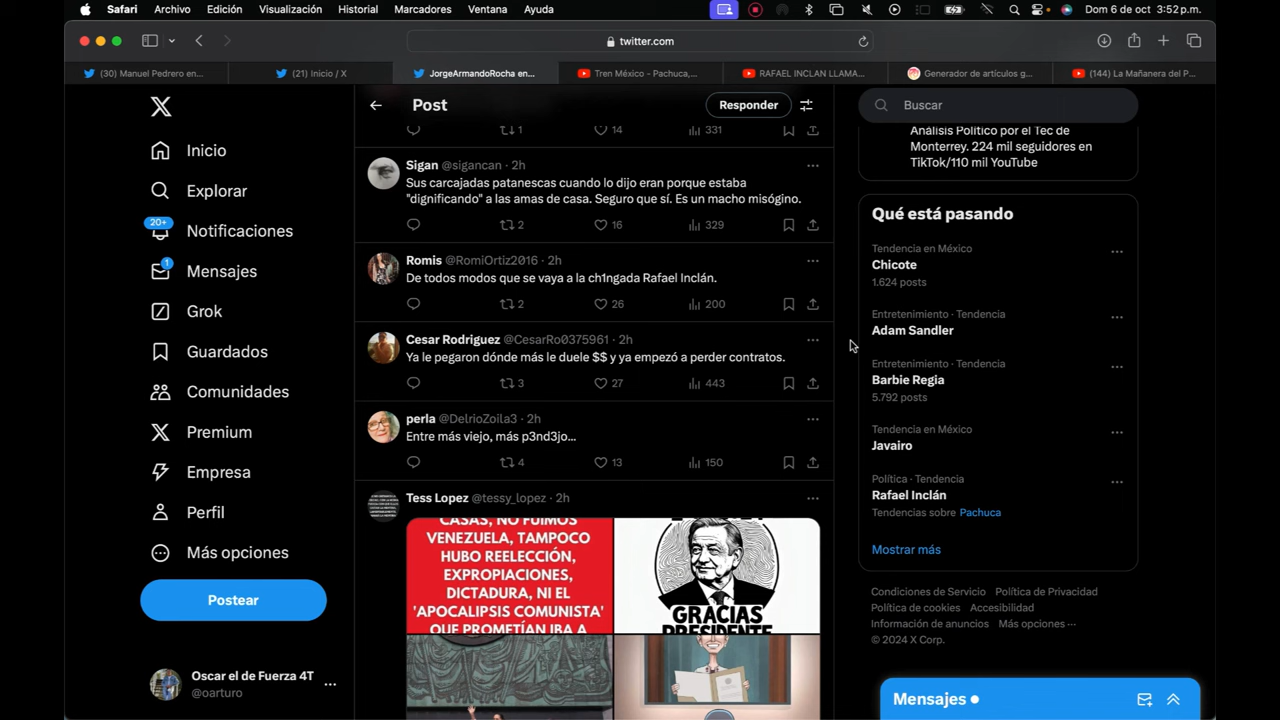 Safari Archivo Edición Visualización Historial Marcadores Ventana Ayuda Dom 6 de oct 3:52 p.m.
twitter.com
(30) Manuel Pedrero en... (21) Inicio / X JorgeArmandoRocha en... Tren México - Pachuca,... RAFAEL INCLAN LLAMA... Generador de artículos g... (144) La Mañanera del P...
Inicio
Explorar
20+
Notificaciones
1
Mensajes
Grok
Guardados
Comunidades
Premium
Empresa
Perfil
Más opciones
Postear
Oscar el de Fuerza 4T
@oarturo
Post
Responder
1 14 331
Sigan @sigancan · 2h
Sus carcajadas patanescas cuando lo dijo eran porque estaba
"dignificando" a las amas de casa. Seguro que sí. Es un macho misógino.
2 16 329
Romis @RomiOrtiz2016 · 2h
De todos modos que se vaya a la ch1ngada Rafael Inclán.
2 26 200
Cesar Rodriguez @CesarRo0375961 · 2h
Ya le pegaron dónde más le duele $$ y ya empezó a perder contratos.
3 27 443
perla @DelrioZoila3 · 2h
Entre más viejo, más p3nd3jo...
4 13 150
Tess Lopez @tessy_lopez · 2h
CASAS, NO FUIMOS
VENEZUELA, TAMPOCO
HUBO REELECCIÓN,
EXPROPIACIONES,
DICTADURA, NI EL
'APOCALIPSIS COMUNISTA'
QUE PROMETÍAN IBA A
GRACIAS
PRESIDENTE
Buscar
Análisis Político por el Tec de
Monterrey. 224 mil seguidores en
TikTok/110 mil YouTube
Qué está pasando
Tendencia en México
Chicote
1.624 posts
Entretenimiento · Tendencia
Adam Sandler
Entretenimiento · Tendencia
Barbie Regia
5.792 posts
Tendencia en México
Javairo
Política · Tendencia
Rafael Inclán
Tendencias sobre Pachuca
Mostrar más
Condiciones de Servicio Política de Privacidad
Política de cookies Accesibilidad
Información de anuncios Más opciones ···
© 2024 X Corp.
Mensajes